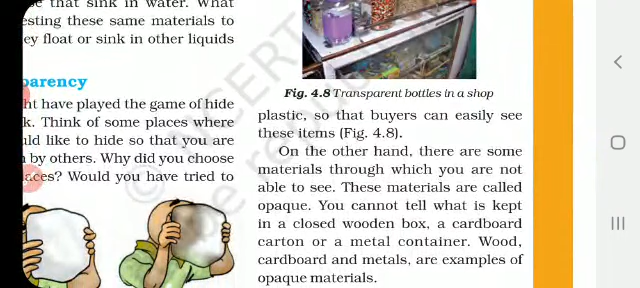 that sink in water. What
esting these same materials to
ey float or sink in other liquids
parency
ht have played the game of hide
k. Think of some places where
ld like to hide so that you are
by others. Why did you choose
aces? Would you have tried to
Fig. 4.8 Transparent bottles in a shop
plastic, so that buyers can easily see
these items (Fig. 4.8).
On the other hand, there are some
materials through which you are not
able to see. These materials are called
opaque. You cannot tell what is kept
in a closed wooden box, a cardboard
carton or a metal container. Wood,
cardboard and metals, are examples of
opaque materials.
© NCERT